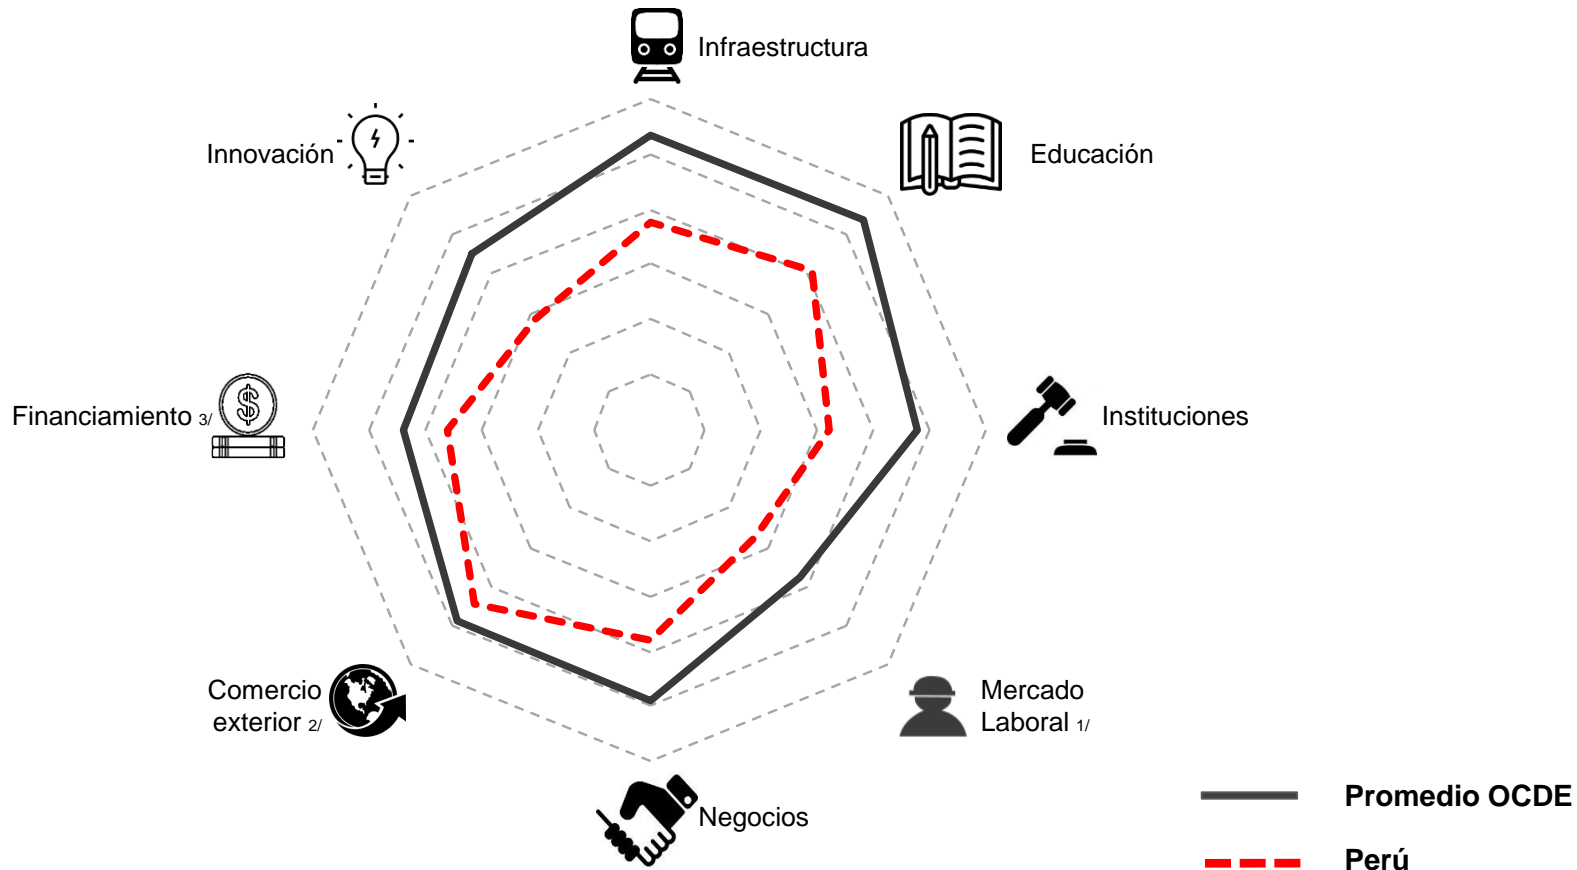 Infraestructura
Innovación
Educación
Financiamiento 3/
$
Instituciones
Comercio
exterior 2/
Mercado
Laboral 1/
Negocios
Promedio OCDE
Perú